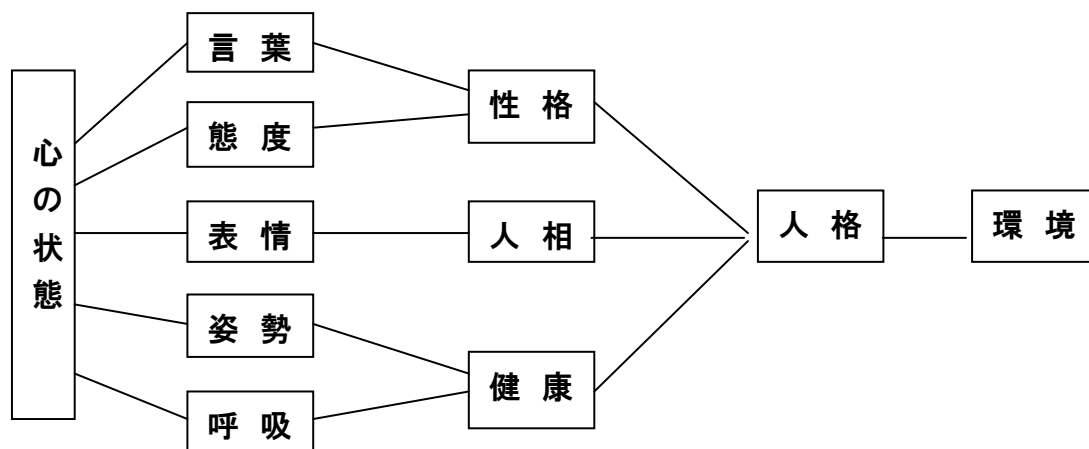 心の状態
言葉
態度
表情
姿勢
呼吸
性格
人相
健康
人格
環境